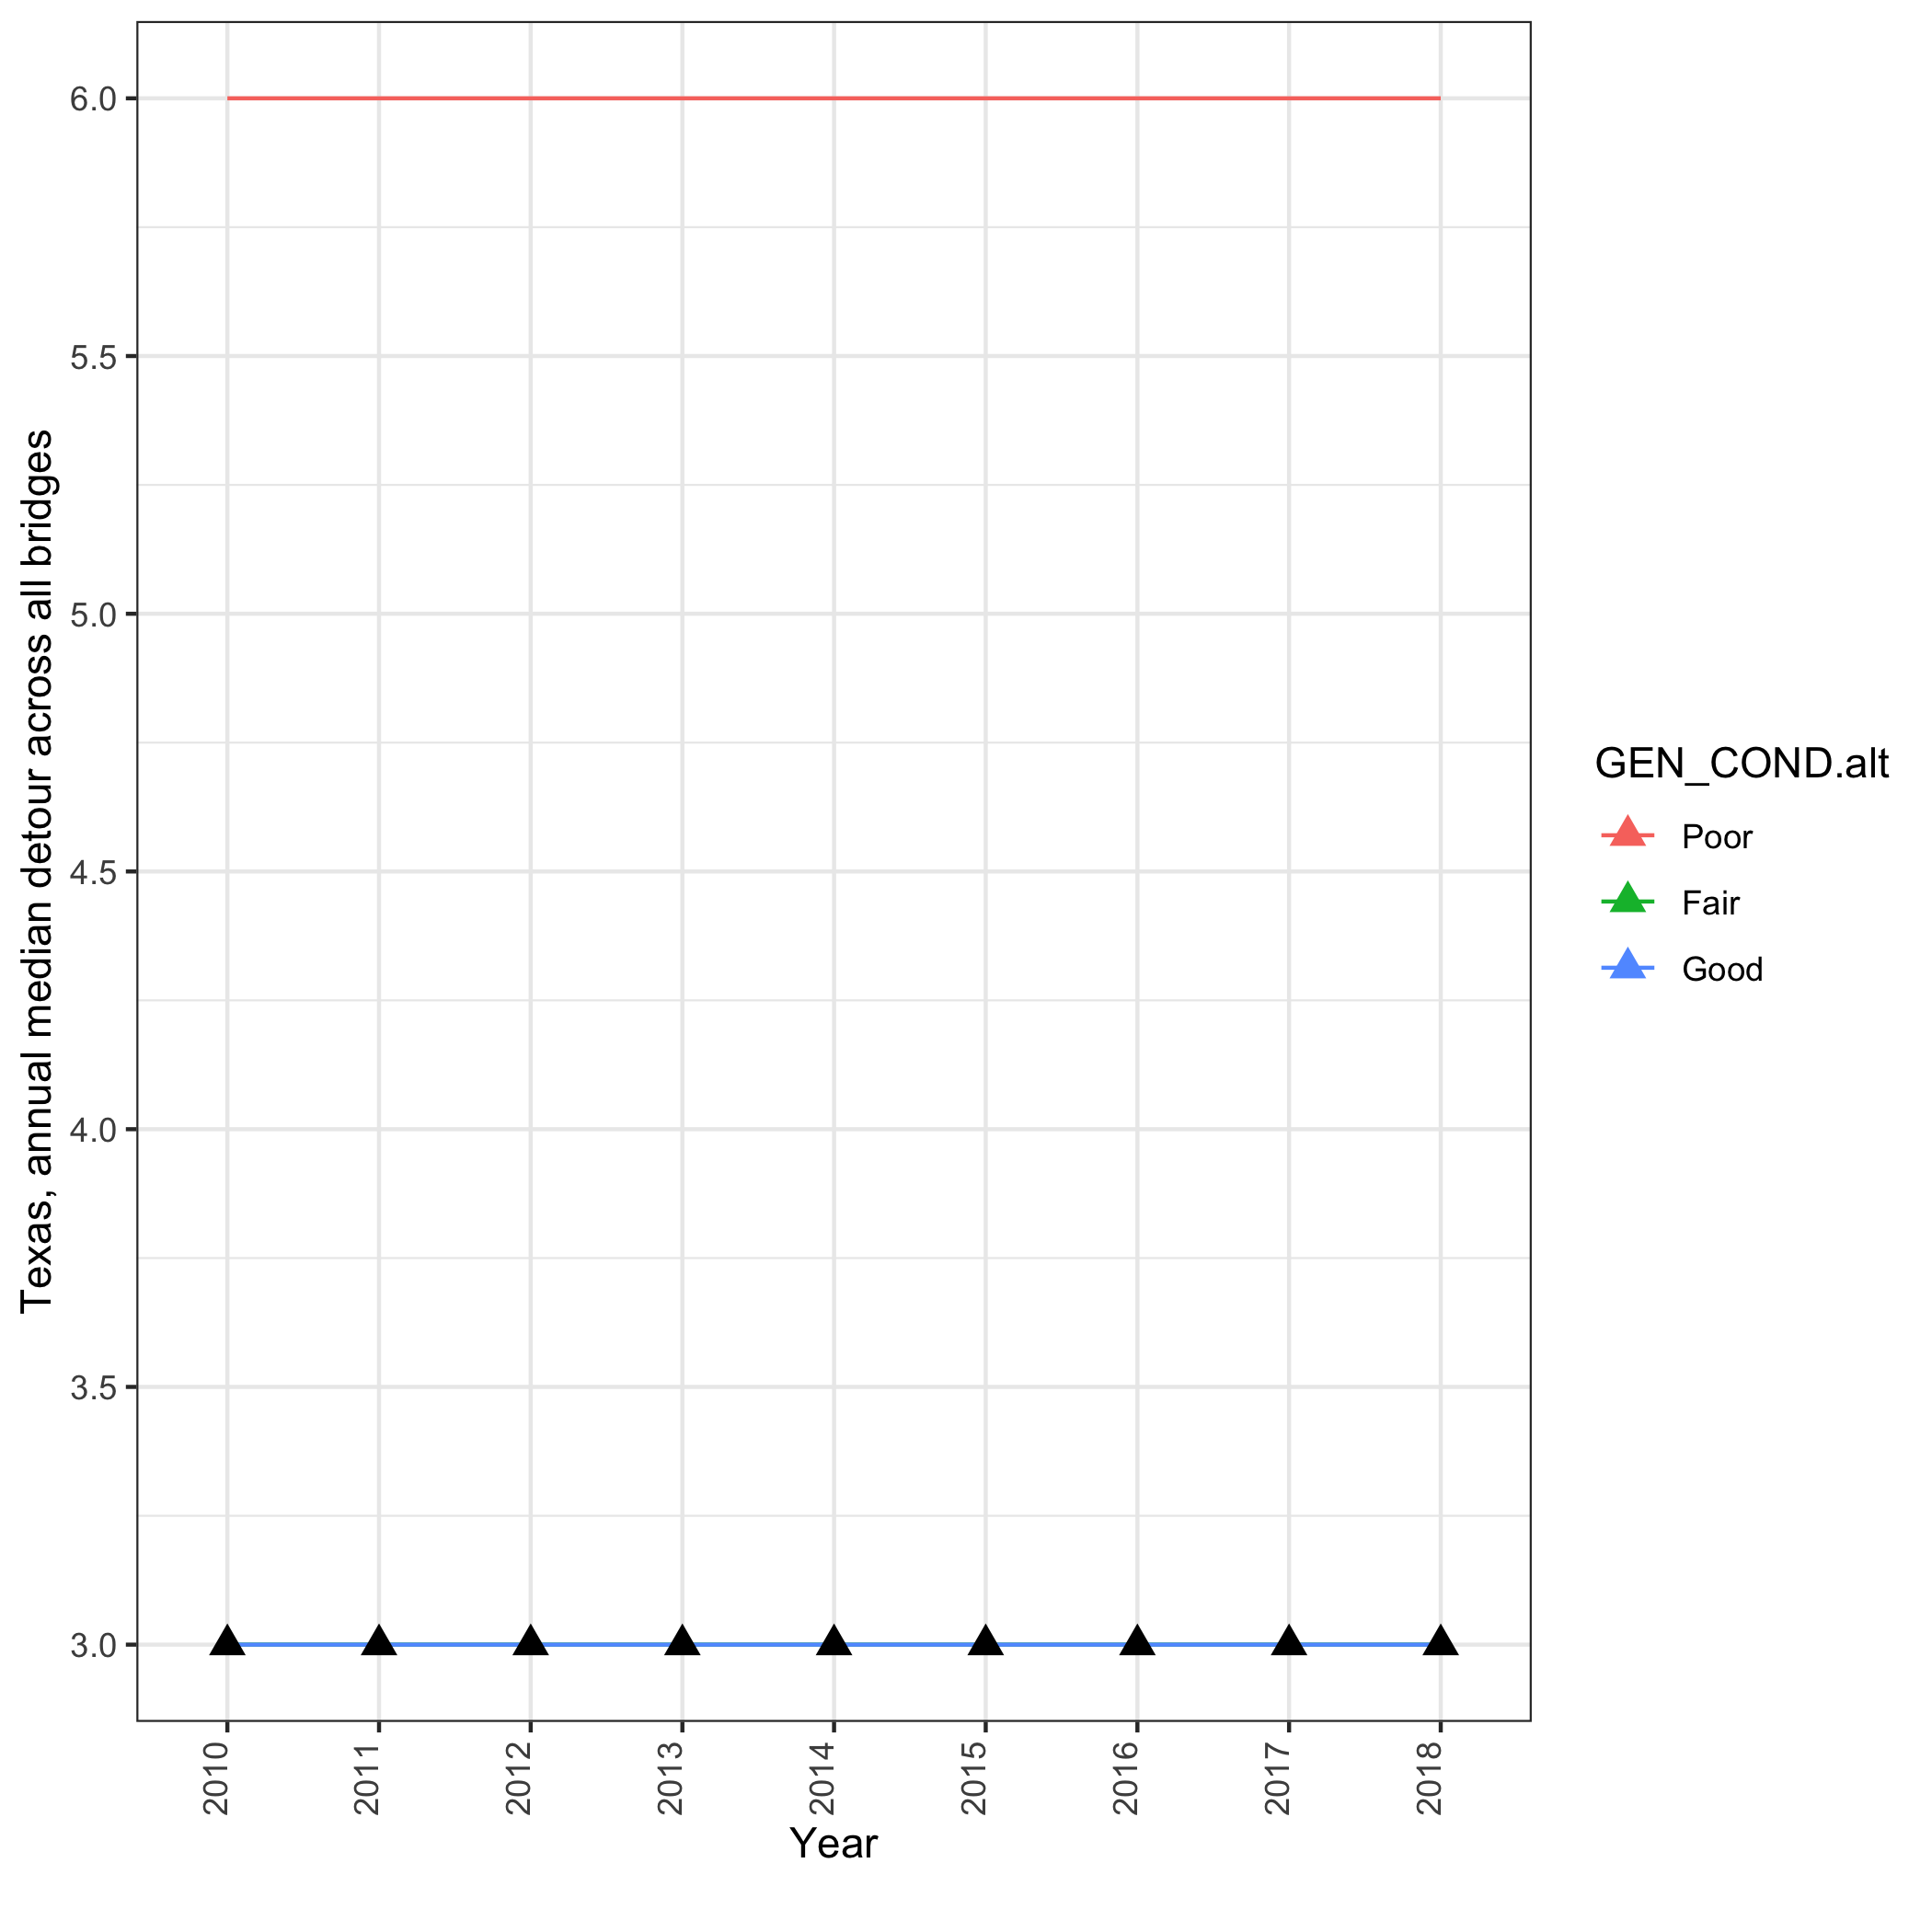 Texas, annual median detour across all bridges
6.0
5.5
5.0
4.5
4.0
3.5
3.0
2010
2011
2012
2013
2014
2015
2016
2017
2018
Year
GEN_COND.alt
Poor
Fair
Good